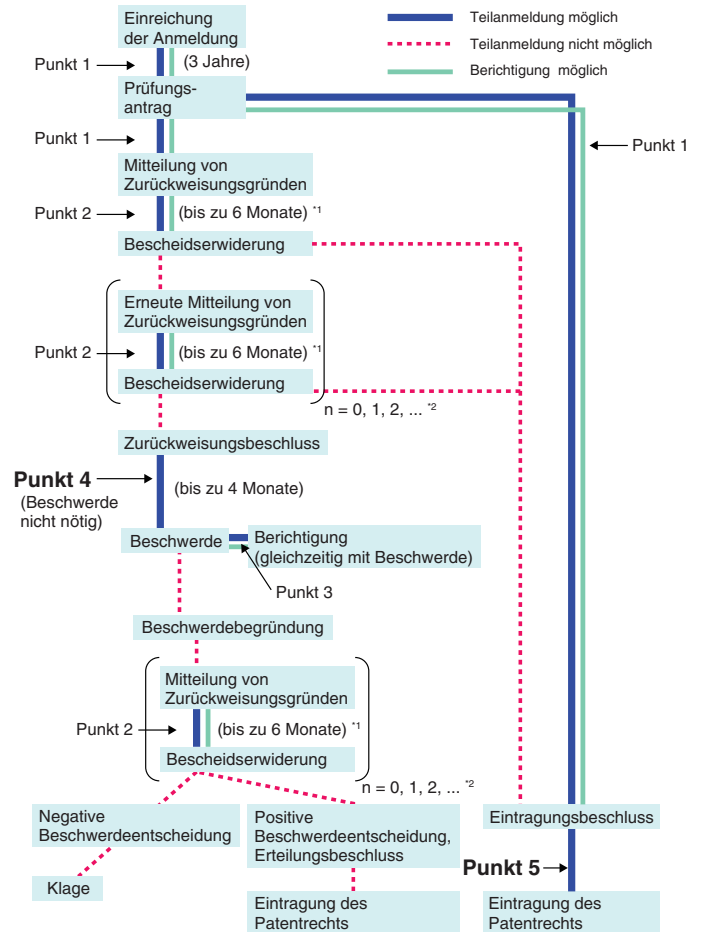 Einreichung
der Anmeldung
Teilanmeldung möglich
Teilanmeldung nicht möglich
Berichtigung möglich
Punkt 1
(3 Jahre)
Prüfungs-
antrag
Punkt 1
Punkt 1
Mitteilung von
Zurückweisungsgründen
Punkt 2
(bis zu 6 Monate) *1
Bescheidserwiderung
Erneute Mitteilung von
Zurückweisungsgründen
Punkt 2
(bis zu 6 Monate) *1
Bescheidserwiderung
n = 0, 1, 2, ... *2
Zurückweisungsbeschluss
Punkt 4
(Beschwerde
nicht nötig)
(bis zu 4 Monate)
Beschwerde
Berichtigung
(gleichzeitig mit Beschwerde)
Punkt 3
Beschwerdebegründung
Mitteilung von
Zurückweisungsgründen
Punkt 2
(bis zu 6 Monate) *1
Bescheidserwiderung
n = 0, 1, 2, ... *2
Negative
Beschwerdeentscheidung
Positive
Beschwerdeentscheidung,
Erteilungsbeschluss
Eintragungsbeschluss
Punkt 5
Klage
Eintragung des
Patentrechts
Eintragung des
Patentrechts